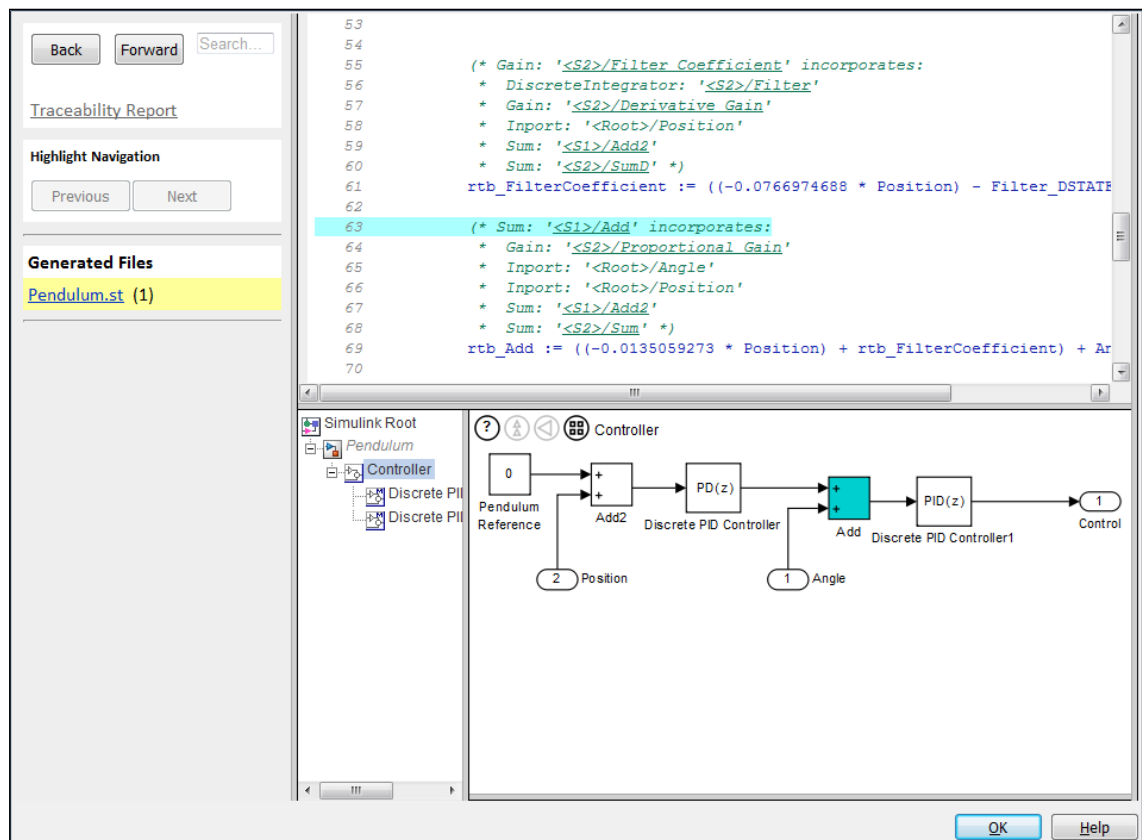 Back Forward Search...
Traceability Report
Highlight Navigation
Previous Next
Generated Files
Pendulum.st (1)
53
54
55 (* Gain: '<S2>/Filter Coefficient' incorporates:
56 * DiscreteIntegrator: '<S2>/Filter'
57 * Gain: '<S2>/Derivative Gain'
58 * Inport: '<Root>/Position'
59 * Sum: '<S1>/Add2'
60 * Sum: '<S2>/SumD' *)
61 rtb_FilterCoefficient := ((-0.0766974688 * Position) - Filter_DSTATE
62
63 (* Sum: '<S1>/Add' incorporates:
64 * Gain: '<S2>/Proportional Gain'
65 * Inport: '<Root>/Angle'
66 * Inport: '<Root>/Position'
67 * Sum: '<S1>/Add2'
68 * Sum: '<S2>/Sum' *)
69 rtb_Add := ((-0.0135059273 * Position) + rtb_FilterCoefficient) + An
70
Simulink Root
Pendulum
Controller
Discrete PI
Discrete PI
? Controller
0
Pendulum
Reference
+
+
Add2
PD(z)
Discrete PID Controller
+
+
Add
PID(z)
Discrete PID Controller1
1
Control
2 Position
1 Angle
OK Help